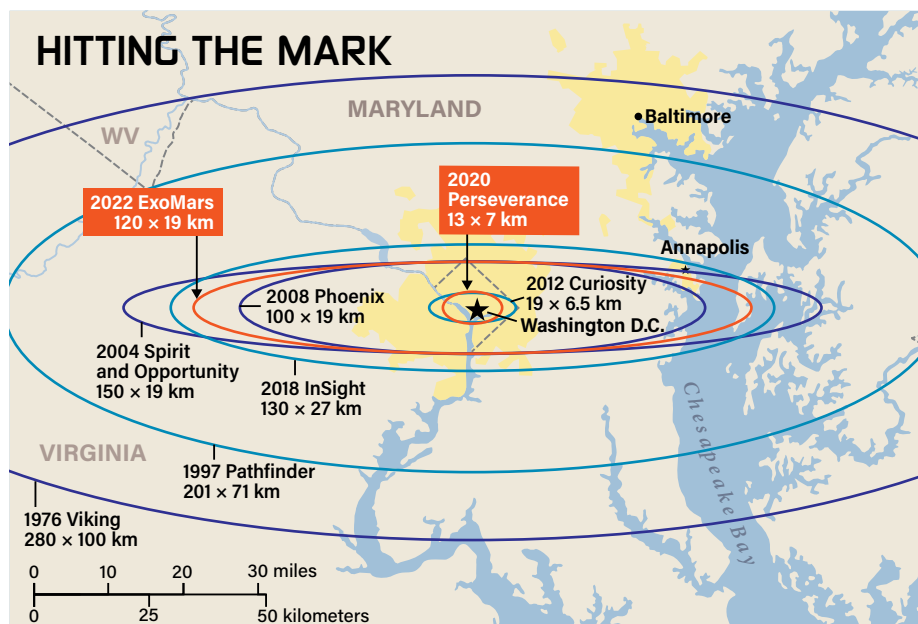 HITTING THE MARK
MARYLAND
WV
Baltimore
2022 ExoMars
120 × 19 km
2020
Perseverance
13 × 7 km
Annapolis
2008 Phoenix
100 × 19 km
2012 Curiosity
19 × 6.5 km
Washington D.C.
2004 Spirit
and Opportunity
150 × 19 km
2018 InSight
130 × 27 km
Chesapeake Bay
VIRGINIA
1997 Pathfinder
201 × 71 km
1976 Viking
280 × 100 km
0 10 20 30 miles
0 25 50 kilometers